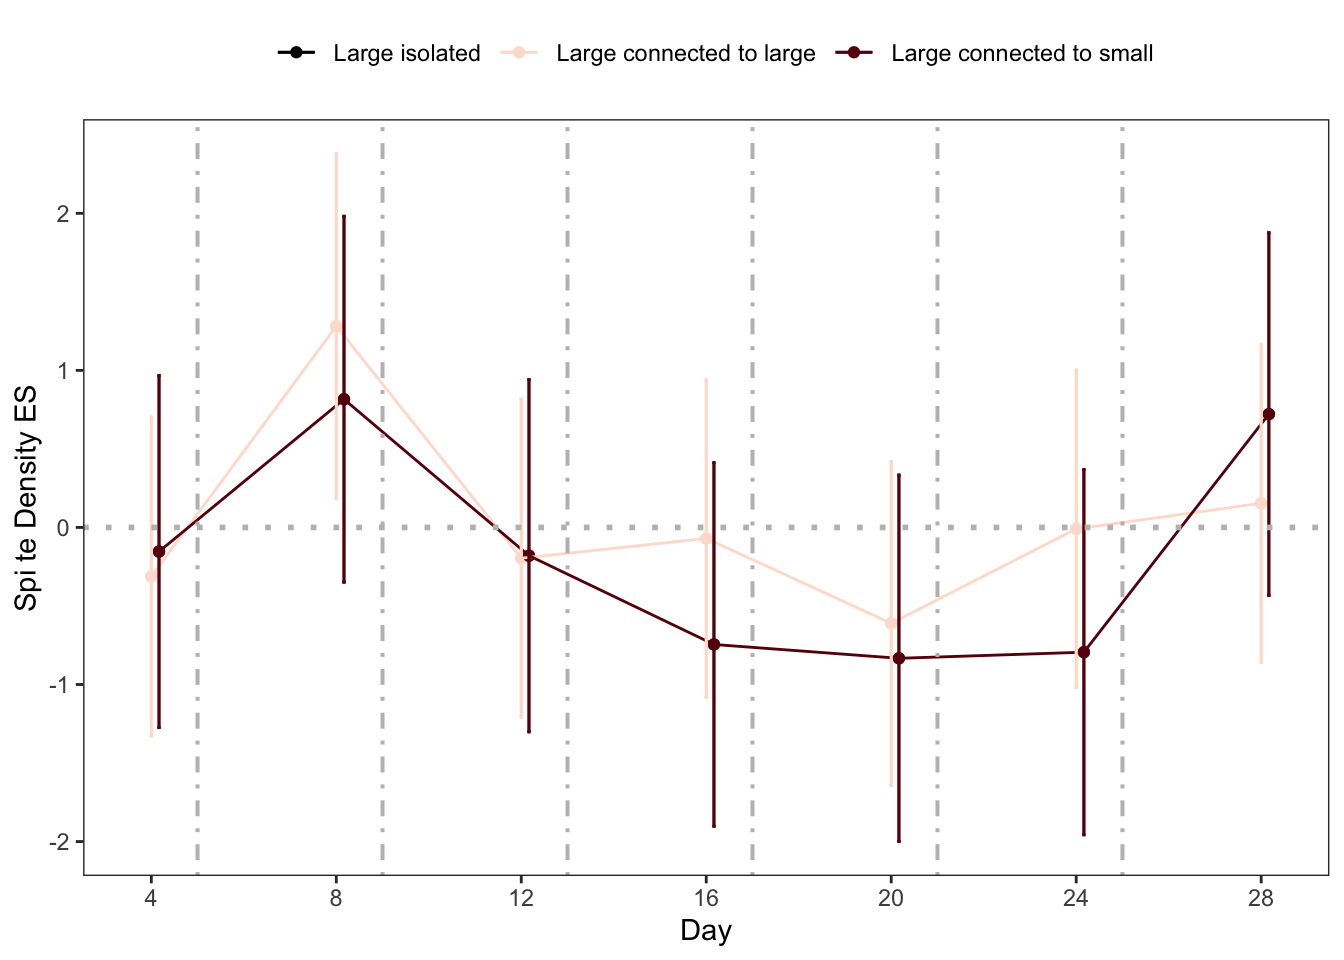 Large isolated Large connected to large Large connected to small
Spi te Density ES
2
1
0
-1
-2
4 8 12 16 20 24 28
Day